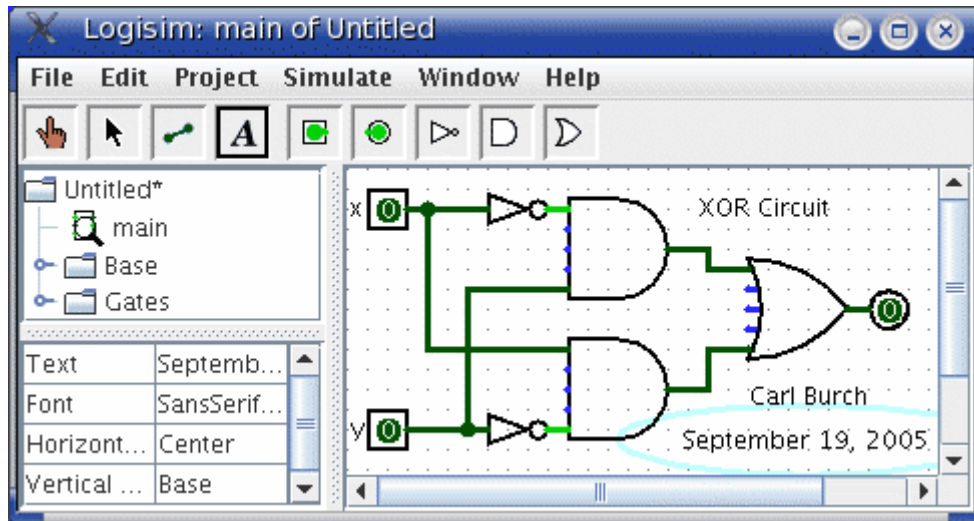 Logisim: main of Untitled
File Edit Project Simulate Window Help
A
Untitled*
main
Base
Gates
Text Septemb...
Font SansSerif...
Horizont... Center
Vertical ... Base
x 0
XOR Circuit
0
y 0
Carl Burch
September 19, 2005